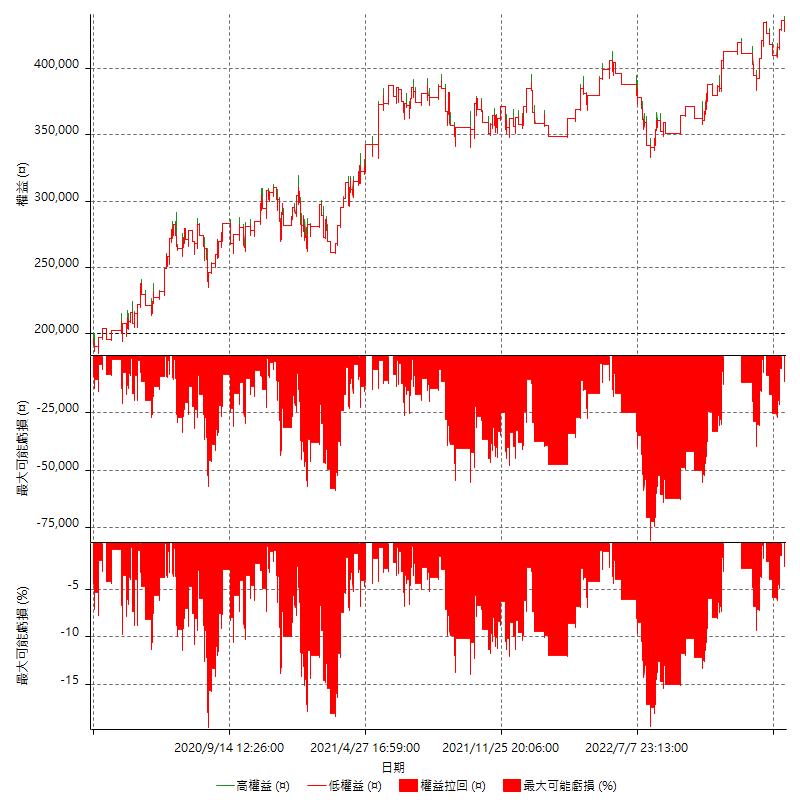 400,000
350,000
300,000
250,000
200,000
權益 (¤)
-25,000
-50,000
-75,000
最大可能虧損 (¤)
-5
-10
-15
最大可能虧損 (%)
2020/9/14 12:26:00
2021/4/27 16:59:00
2021/11/25 20:06:00
2022/7/7 23:13:00
日期
高權益 (¤)
低權益 (¤)
權益拉回 (¤)
最大可能虧損 (%)